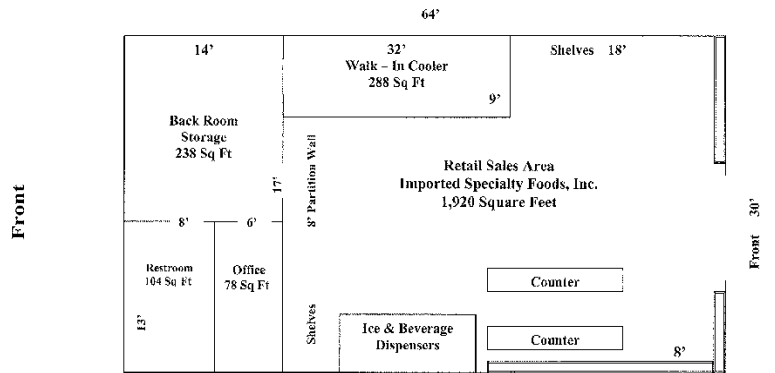 64'
14'
32'
Walk – In Cooler
288 Sq Ft
9'
Shelves 18'
Back Room
Storage
238 Sq Ft
17'
8' Partition Wall
Retail Sales Area
Imported Specialty Foods, Inc.
1,920 Square Feet
Front
Front 30'
8'
6'
Restroom
104 Sq Ft
Office
78 Sq Ft
13'
Shelves
Ice & Beverage
Dispensers
Counter
Counter
8'